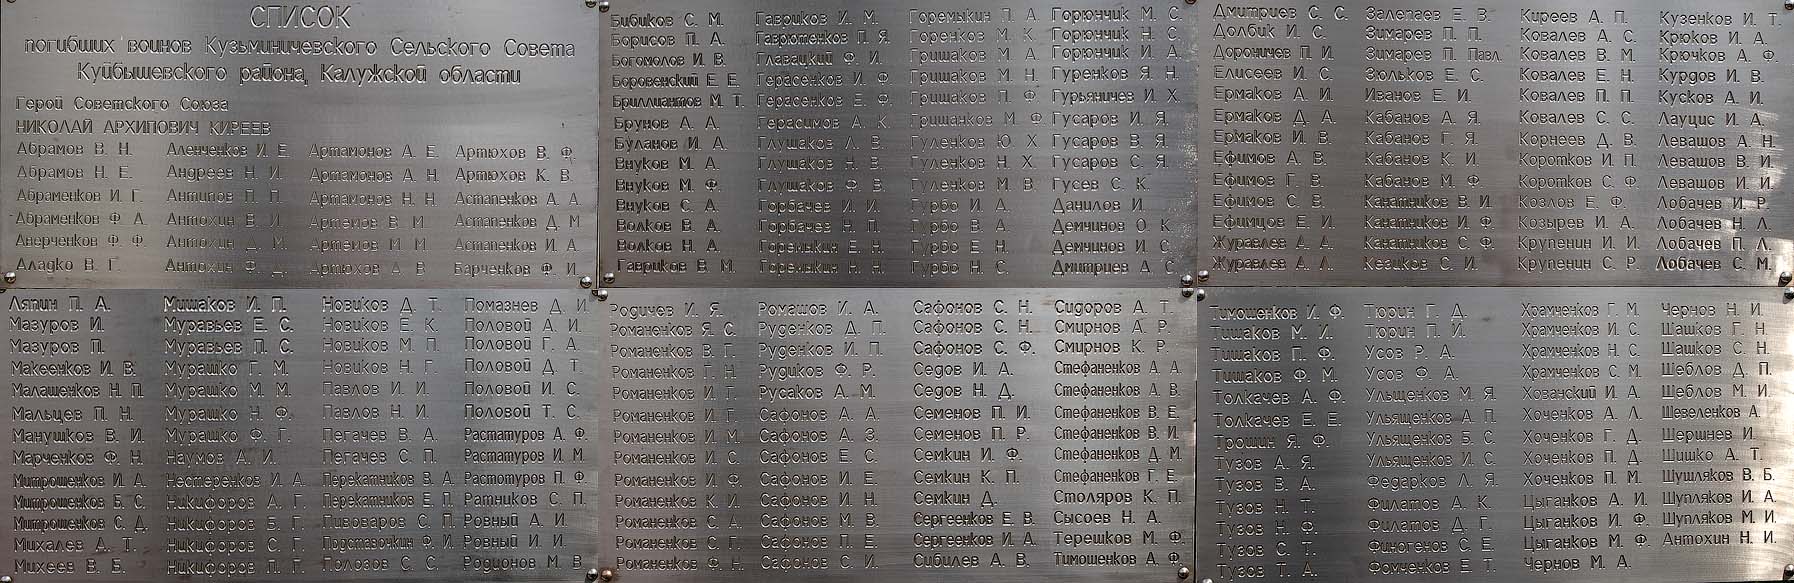 СПИСОК
погибших воинов Кузьминичевского Сельского Совета
Куйбышевского района, Калужской области
Герой Советского Союза
НИКОЛАЙ АРХИПОВИЧ КИРЕЕВ
Абрамов В. Н.
Абрамов Н. Е.
Абраменков И. Г.
Абраменков Ф. А.
Аверченков Ф. Ф.
Аладко В. Г.
Аленченков И. Е.
Андреев Н. И.
Антипов П. П.
Антохин В. И.
Антохин Д. М.
Антохин Ф. Д.
Артамонов А. Е.
Артамонов А. Н.
Артамонов Н. Н.
Артемов В. М.
Артемов М. М.
Артюхов А. В.
Артюхов В. Ф.
Артюхов К. В.
Астапенков А. А.
Астапенков Д. М.
Астапенков И. А.
Барченков Ф. И.
Бибиков С. М.
Борисов П. А.
Богомолов И. В.
Боровенский Е. Е.
Бриллиантов М. Т.
Брунов А. А.
Буланов И. А.
Внуков М. А.
Внуков М. Ф.
Внуков С. А.
Волков В. А.
Волков Н. А.
Гавриков В. М.
Гавриков И. М.
Гавротенков П. Я.
Главацкий Ф. И.
Герасенков И. Ф.
Герасенков Е. Ф.
Герасимов А. К.
Глушаков Л. В.
Глушаков Н. В.
Глушаков Ф. В.
Горбачев И. И.
Горбачев Н. П.
Горемыкин Е. Н.
Горемыкин Н. Н.
Горемыкин П. А.
Горенков М. К.
Гришаков М. А.
Гришаков М. Н.
Гришаков П. Ф.
Гришанков М. Ф.
Гуленков Ю. Х.
Гуленков Н. Х.
Гуленков М. В.
Гурбо И. А.
Гурбо В. А.
Гурбо Е. Н.
Гурбо Н. С.
Горюнчик М. С.
Горюнчик Н. С.
Горюнчик И. А.
Гуренков Я. Н.
Гурьяничев И. Х.
Гусаров И. Я.
Гусаров В. Я.
Гусаров С. Я.
Гусев С. К.
Данилов И.
Демчинов О. К.
Демчинов И. С.
Дмитриев А. С.
Дмитриев С. С.
Долбик И. С.
Дороничев П. И.
Елисеев И. С.
Ермаков А. И.
Ермаков Д. А.
Ермаков И. В.
Ефимов А. В.
Ефимов Г. В.
Ефимов С. В.
Ефимцов Е. И.
Журавлев А. А.
Журавлев А. Л.
Залепаев Е. В.
Зимарев П. П.
Зимарев П. Павл.
Зюльков Е. С.
Иванов Е. И.
Кабанов А. Я.
Кабанов Г. Я.
Кабанов К. И.
Кабанов М. Ф.
Канатников В. И.
Канатников И. Ф.
Канатников С. Ф.
Кезиков С. И.
Киреев А. П.
Ковалев А. С.
Ковалев В. М.
Ковалев Е. Н.
Ковалев П. П.
Ковалев С. С.
Корнеев Д. В.
Коротков И. П.
Коротков С. Ф.
Козлов Е. Ф.
Козырев И. А.
Крупенин И. И.
Крупенин С. Р.
Кузенков И. Т.
Крюков И. А.
Крючков А. Ф.
Курдов И. В.
Кусков А. И.
Лауцис И. А.
Левашов А. Н.
Левашов В. И.
Левашов И. И.
Лобачев И. Р.
Лобачев Н. Л.
Лобачев П. Л.
Лобачев С. М.
Ляпин П. А.
Мазуров И.
Мазуров П.
Макеенков И. В.
Малашенков Н. П.
Мальцев П. Н.
Манушков В. И.
Марченков Ф. Н.
Митрошенков И. А.
Митрошенков Б. С.
Митрошенков С. Д.
Михалев А. Т.
Михеев В. Б.
Мишаков И. П.
Муравьев Е. С.
Муравьев П. С.
Мурашко Г. М.
Мурашко М. М.
Мурашко Н. Ф.
Мурашко Ф. Г.
Наумов А. И.
Нестеренков И. А.
Никифоров А. Г.
Никифоров Б. Г.
Никифоров С. Г.
Никифоров П. Г.
Новиков Д. Т.
Новиков Е. К.
Новиков М. П.
Новиков Н. Г.
Павлов И. И.
Павлов Н. И.
Пегачев В. А.
Пегачев С. П.
Перекатников В. А.
Перекатников Е. П.
Пивоваров С. П.
Подставочкин Ф. И.
Полозов С. С.
Помазнев Д. И.
Половой А. И.
Половой Г. А.
Половой Д. Т.
Половой И. С.
Половой Т. С.
Растатуров А. Ф.
Растатуров И. М.
Растотуров П. Ф.
Ратников С. П.
Ровный А. И.
Ровный И. И.
Родионов М. В.
Родичев И. Я.
Романенков Я. С.
Романенков В. Г.
Романенков Г. Н.
Романенков И. Г.
Романенков И. Г.
Романенков И. М.
Романенков И. С.
Романенков И. Ф.
Романенков К. И.
Романенков С. А.
Романенков С. Г.
Романенков Ф. Н.
Ромашов И. А.
Руденков Д. П.
Руденков И. П.
Рудиков Ф. Р.
Русаков А. М.
Сафонов А. А.
Сафонов А. З.
Сафонов Е. С.
Сафонов И. Е.
Сафонов И. Н.
Сафонов М. В.
Сафонов П. Е.
Сафонов С. И.
Сафонов С. Н.
Сафонов С. Н.
Сафонов С. Ф.
Седов И. А.
Седов Н. Д.
Семенов П. И.
Семенов П. Р.
Семкин И. Ф.
Семкин К. П.
Семкин Д.
Сергеенков Е. В.
Сергеенков И. А.
Сибилев А. В.
Сидоров А. Т.
Смирнов А. Р.
Смирнов К. Р.
Стефаненков А. А.
Стефаненков А. В.
Стефаненков В. Е.
Стефаненков В. И.
Стефаненков Д. М.
Стефаненков Г. Е.
Столяров К. П.
Сысоев Н. А.
Терешков М. Ф.
Тимошенков А. Ф.
Тимошенков И. Ф.
Тишаков М. И.
Тишаков П. Ф.
Тишаков Ф. М.
Толкачев А. Ф.
Толкачев Е. Е.
Трошин Я. Ф.
Тузов А. Я.
Тузов В. А.
Тузов Н. Т.
Тузов Н. Ф.
Тузов С. Т.
Тузов Т. А.
Тюрин Г. Д.
Тюрин П. И.
Усов Р. А.
Усов Ф. А.
Ульщенков М. Я.
Ульященков А. П.
Ульященков Б. С.
Ульященков И. С.
Федарков Л. Я.
Филатов А. К.
Филатов Д. Г.
Финогенов С. Е.
Фомченков Е. Т.
Храмченков Г. М.
Храмченков И. С.
Храмченков Н. С.
Храмченков С. М.
Хованский И. А.
Хоченков А. Л.
Хоченков Г. Д.
Хоченков П. Д.
Хоченков П. М.
Цыганков А. И.
Цыганков И. Ф.
Цыганков М. Ф.
Чернов М. А.
Чернов Н. И.
Шашков Г. Н.
Шашков С. Н.
Шеблов Д. П.
Шеблов М. И.
Шевеленков А.
Шершнев И.
Шишко А. Т.
Шушляков В. Б.
Шупляков И. А.
Шупляков М. И.
Антохин Н. И.